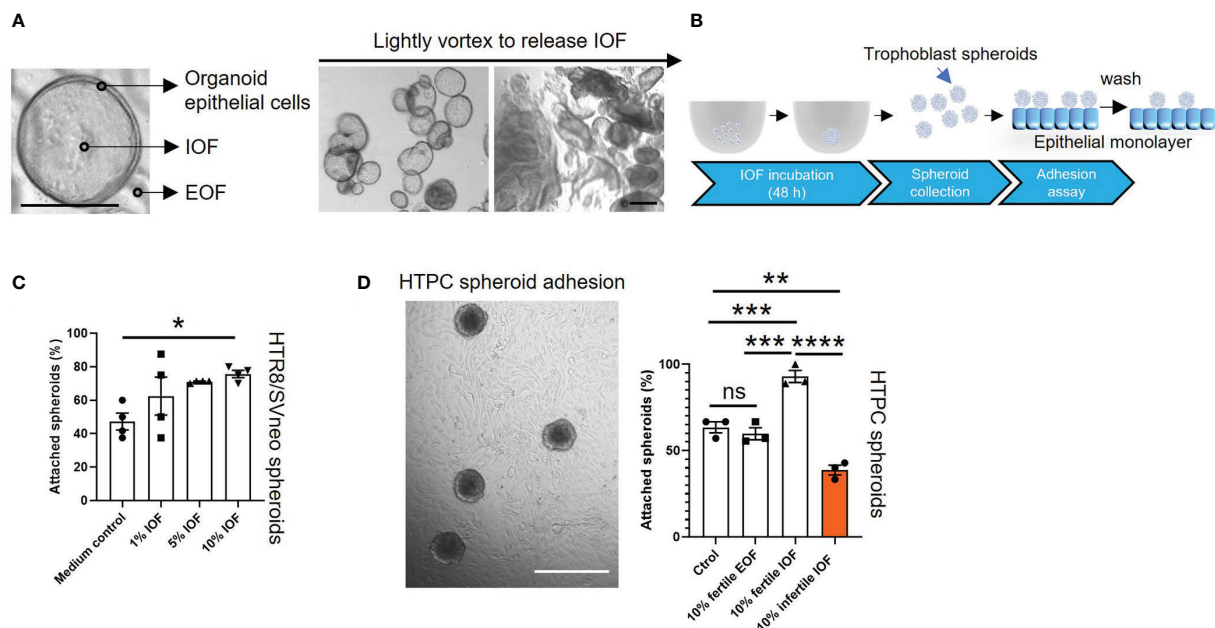 A
Lightly vortex to release IOF
Organoid
epithelial cells
IOF
EOF
B
Trophoblast spheroids
wash
Epithelial monolayer
IOF incubation
(48 h)
Spheroid
collection
Adhesion
assay
C
*
Attached spheroids (%)
100
80
60
40
20
0
Medium control
1% IOF
5% IOF
10% IOF
HTR8/SVneo spheroids
D
HTPC spheroid adhesion
**
***
*** ****
ns
Attached spheroids (%)
100
50
0
Ctrol
10% fertile EOF
10% fertile IOF
10% infertile IOF
HTPC spheroids